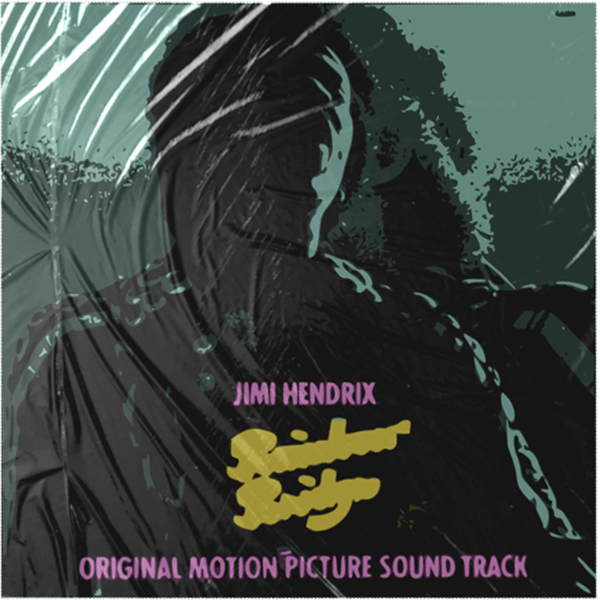 JIMI HENDRIX
Rainbow
Bridge
ORIGINAL MOTION PICTURE SOUND TRACK